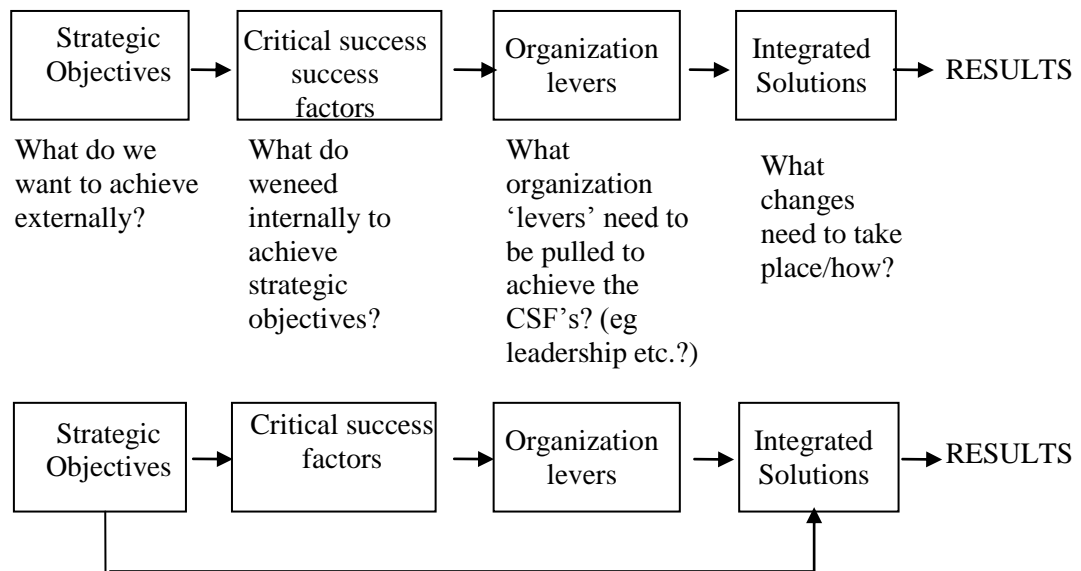 Strategic
Objectives
Critical success
success
factors
Organization
levers
Integrated
Solutions
RESULTS
What do we
want to achieve
externally?
What do
weneed
internally to
achieve
strategic
objectives?
What
organization
‘levers’ need to
be pulled to
achieve the
CSF’s? (eg
leadership etc.?)
What
changes
need to take
place/how?
Strategic
Objectives
Critical success
factors
Organization
levers
Integrated
Solutions
RESULTS